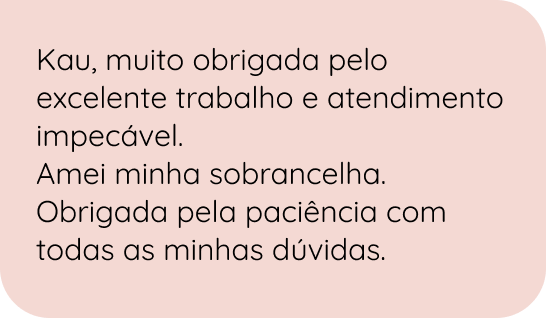 Kau, muito obrigada pelo
excelente trabalho e atendimento
impecável.
Amei minha sobrancelha.
Obrigada pela paciência com
todas as minhas dúvidas.